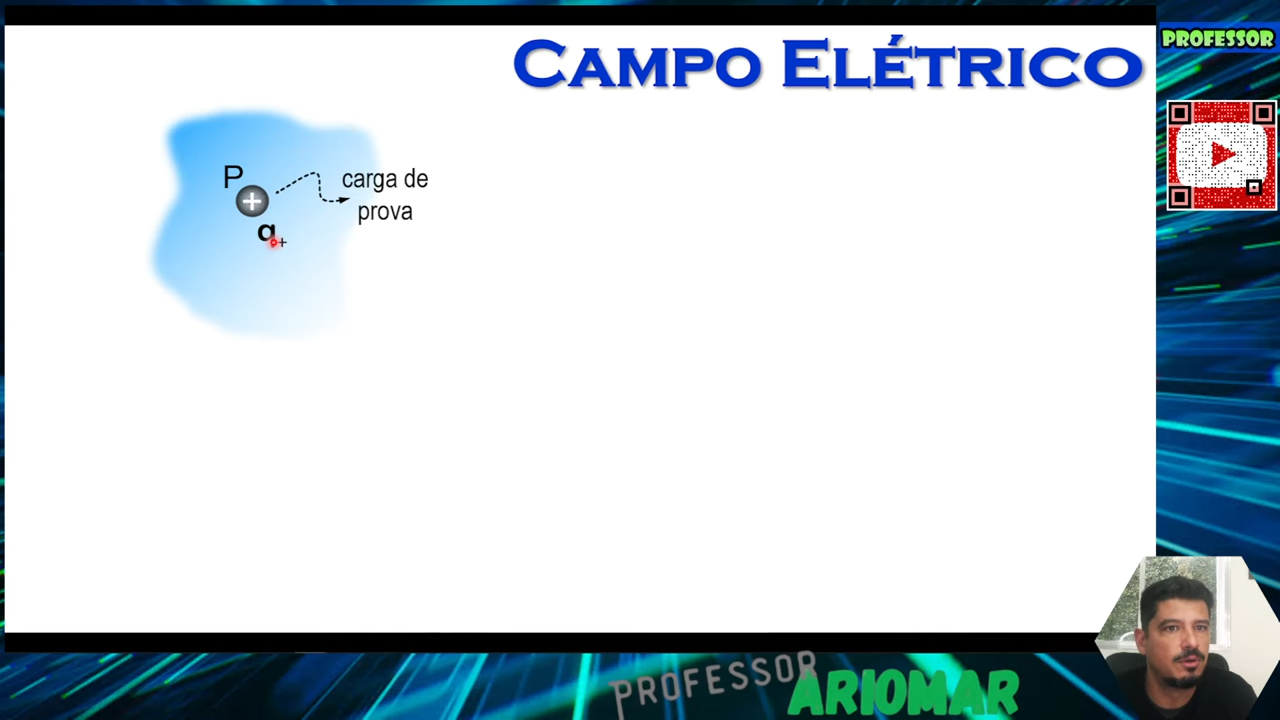 CAMPO ELÉTRICO
PROFESSOR
P
carga de
prova
+
q+
PROFESSOR
ARIOMAR